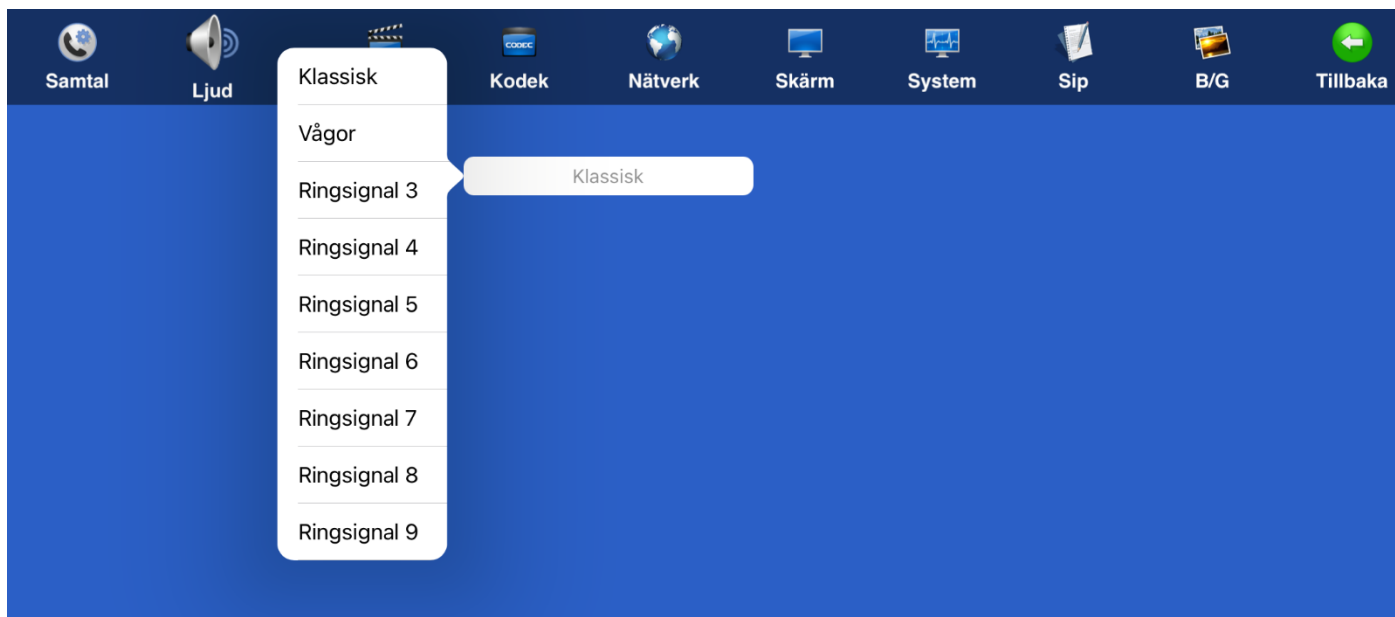 Samtal
Ljud
CODEC
Kodek
Nätverk
Skärm
System
Sip
B/G
Tillbaka
Klassisk
Vågor
Ringsignal 3
Ringsignal 4
Ringsignal 5
Ringsignal 6
Ringsignal 7
Ringsignal 8
Ringsignal 9
Klassisk